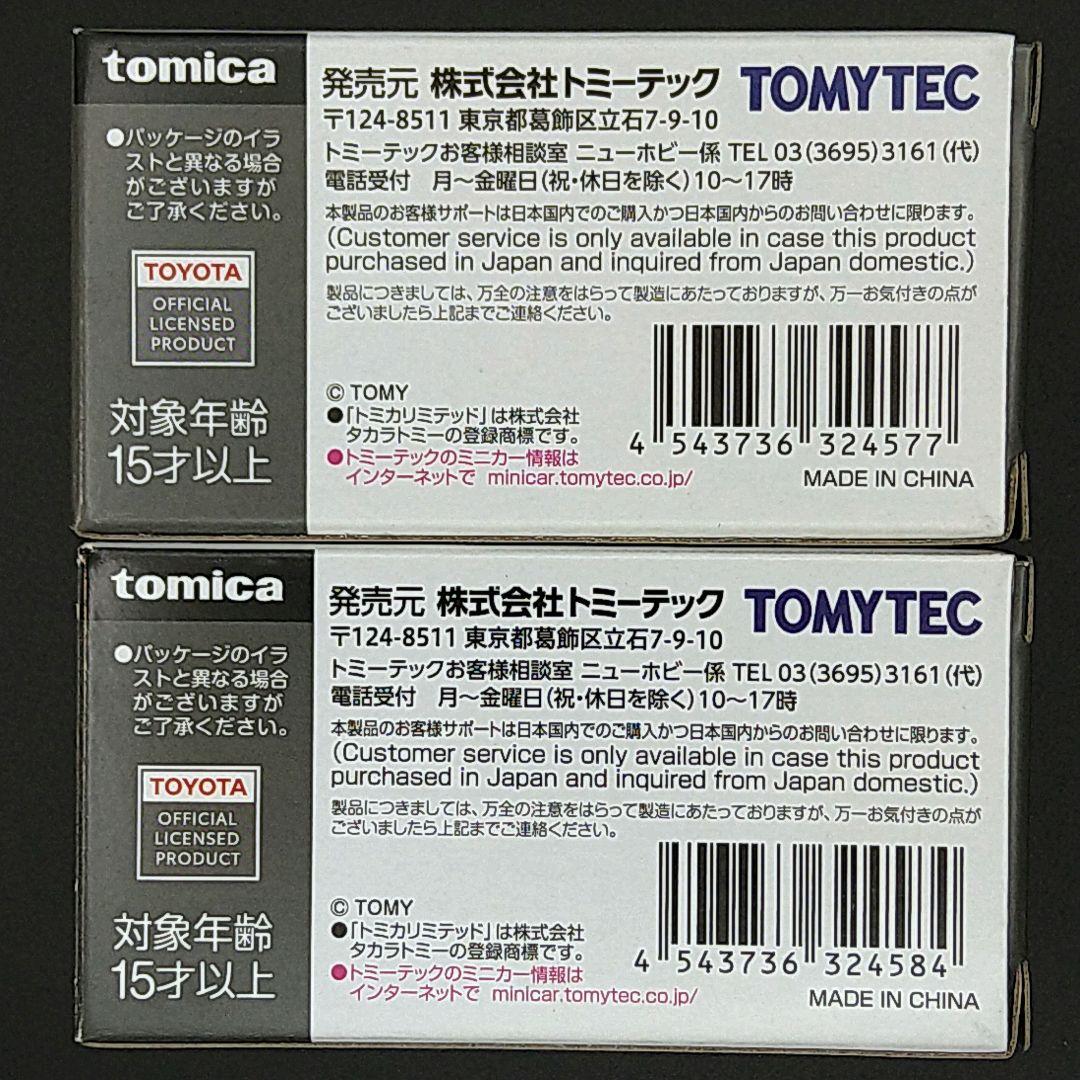 tomica
●パッケージのイラ
ストと異なる場合
がございますが
ご了承ください。
TOYOTA
OFFICIAL
LICENSED
PRODUCT
対象年齢
15才以上
発売元 株式会社トミーテック TOMYTEC
〒124-8511 東京都葛飾区立石7-9-10
トミーテックお客様相談室 ニューホビー係 TEL 03(3695)3161(代)
電話受付 月～金曜日(祝・休日を除く)10～17時
本製品のお客様サポートは日本国内でのご購入かつ日本国内からのお問い合わせに限ります。
(Customer service is only available in case this product
purchased in Japan and inquired from Japan domestic.)
製品につきましては、万全の注意をはらって製造にあたっておりますが、万一お気付きの点が
ございましたら上記までご連絡ください。
© TOMY
●「トミカリミテッド」は株式会社
タカラトミーの登録商標です。
●トミーテックのミニカー情報は
インターネットで minicar.tomytec.co.jp/
4 543736 324577
MADE IN CHINA
tomica
●パッケージのイラ
ストと異なる場合
がございますが
ご了承ください。
TOYOTA
OFFICIAL
LICENSED
PRODUCT
対象年齢
15才以上
発売元 株式会社トミーテック TOMYTEC
〒124-8511 東京都葛飾区立石7-9-10
トミーテックお客様相談室 ニューホビー係 TEL 03(3695)3161(代)
電話受付 月～金曜日(祝・休日を除く)10～17時
本製品のお客様サポートは日本国内でのご購入かつ日本国内からのお問い合わせに限ります。
(Customer service is only available in case this product
purchased in Japan and inquired from Japan domestic.)
製品につきましては、万全の注意をはらって製造にあたっておりますが、万一お気付きの点が
ございましたら上記までご連絡ください。
© TOMY
●「トミカリミテッド」は株式会社
タカラトミーの登録商標です。
●トミーテックのミニカー情報は
インターネットで minicar.tomytec.co.jp/
4 543736 324584
MADE IN CHINA